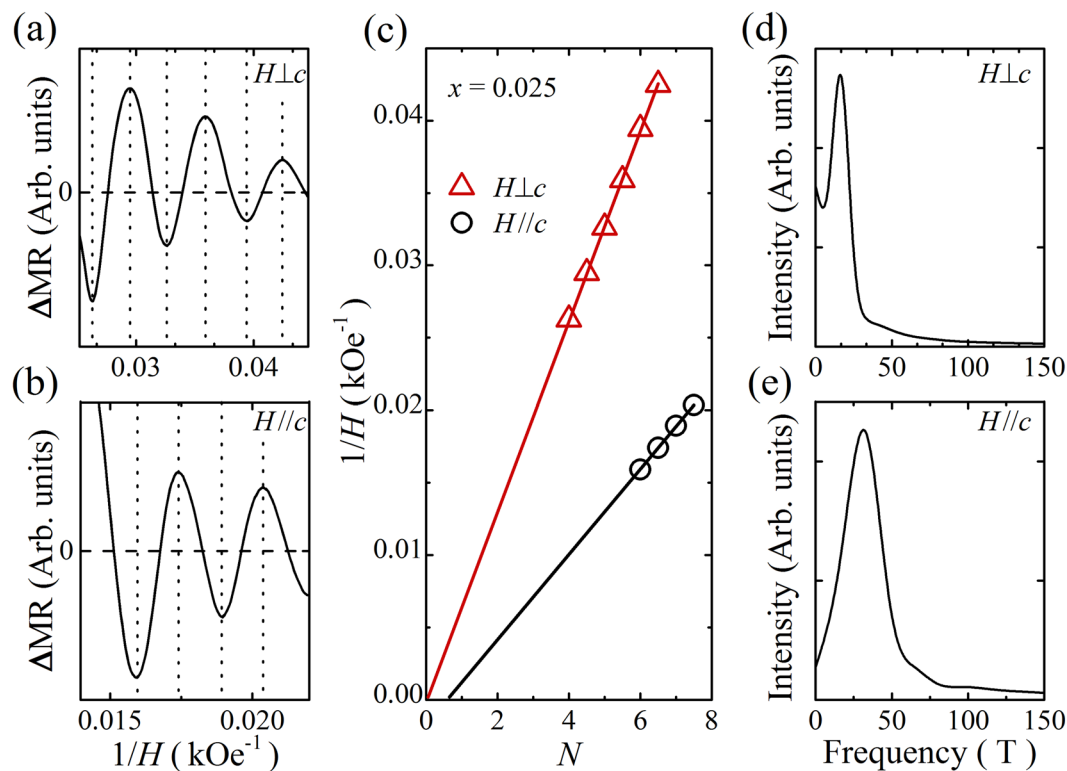 (a)
H⊥c
ΔMR (Arb. units)
0
0.03
0.04
(b)
H//c
ΔMR (Arb. units)
0
0.015
0.020
1/H ( kOe⁻¹)
(c)
x = 0.025
H⊥c
H//c
1/H ( kOe⁻¹)
0.04
0.03
0.02
0.01
0.00
0
2
4
6
8
N
(d)
H⊥c
Intensity (Arb. units)
0
50
100
150
(e)
H//c
Intensity (Arb. units)
0
50
100
150
Frequency ( T )